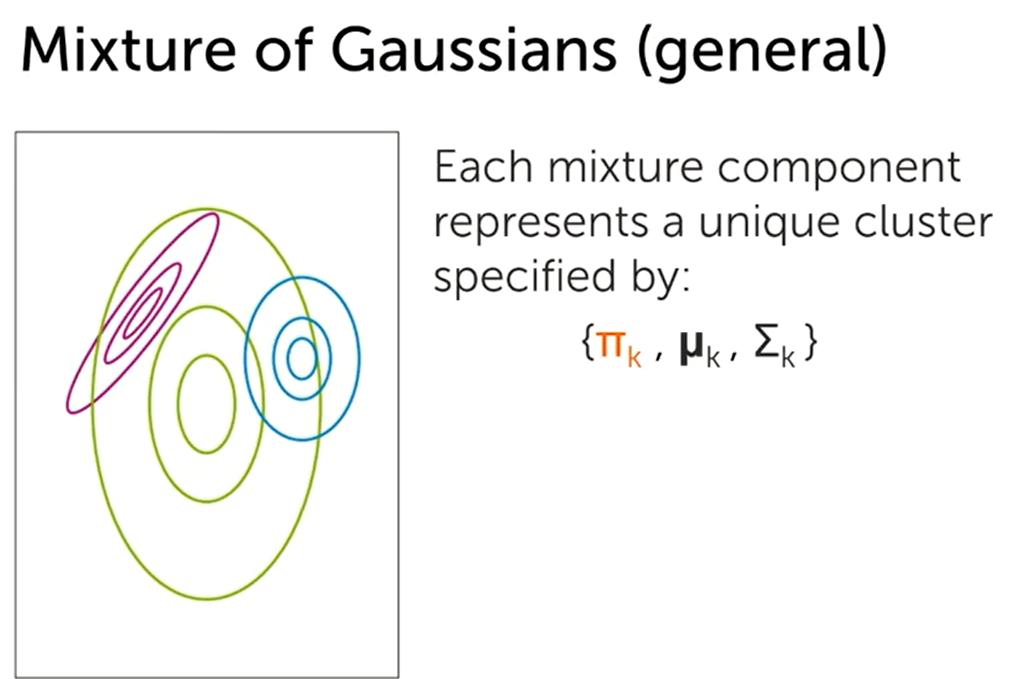 Mixture of Gaussians (general)
Each mixture component
represents a unique cluster
specified by:
{πₖ , μₖ , Σₖ}